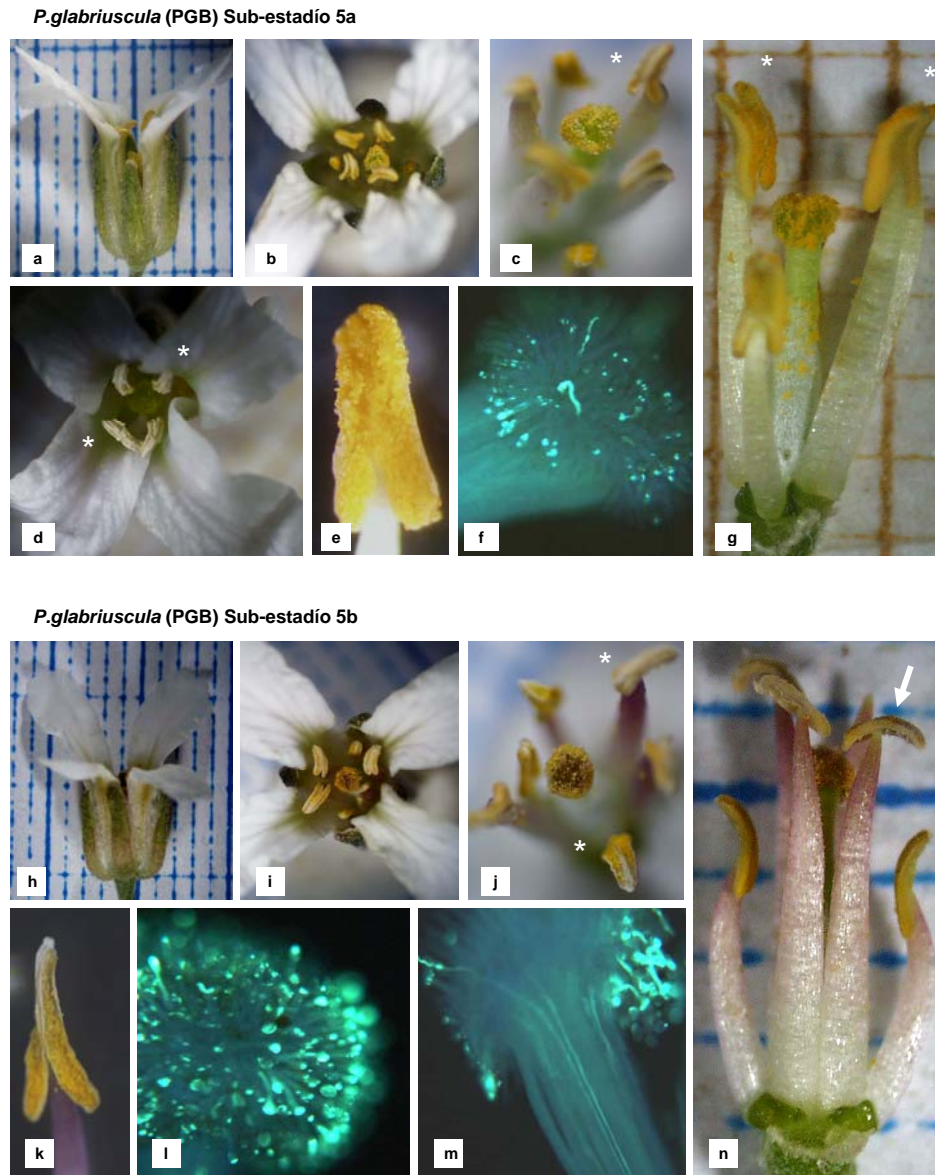 P.glabriuscula (PGB) Sub-estadío 5a
a
b
c
*
*
*
g
d
*
*
e
f
P.glabriuscula (PGB) Sub-estadío 5b
h
i
j
*
*
n
k
l
m